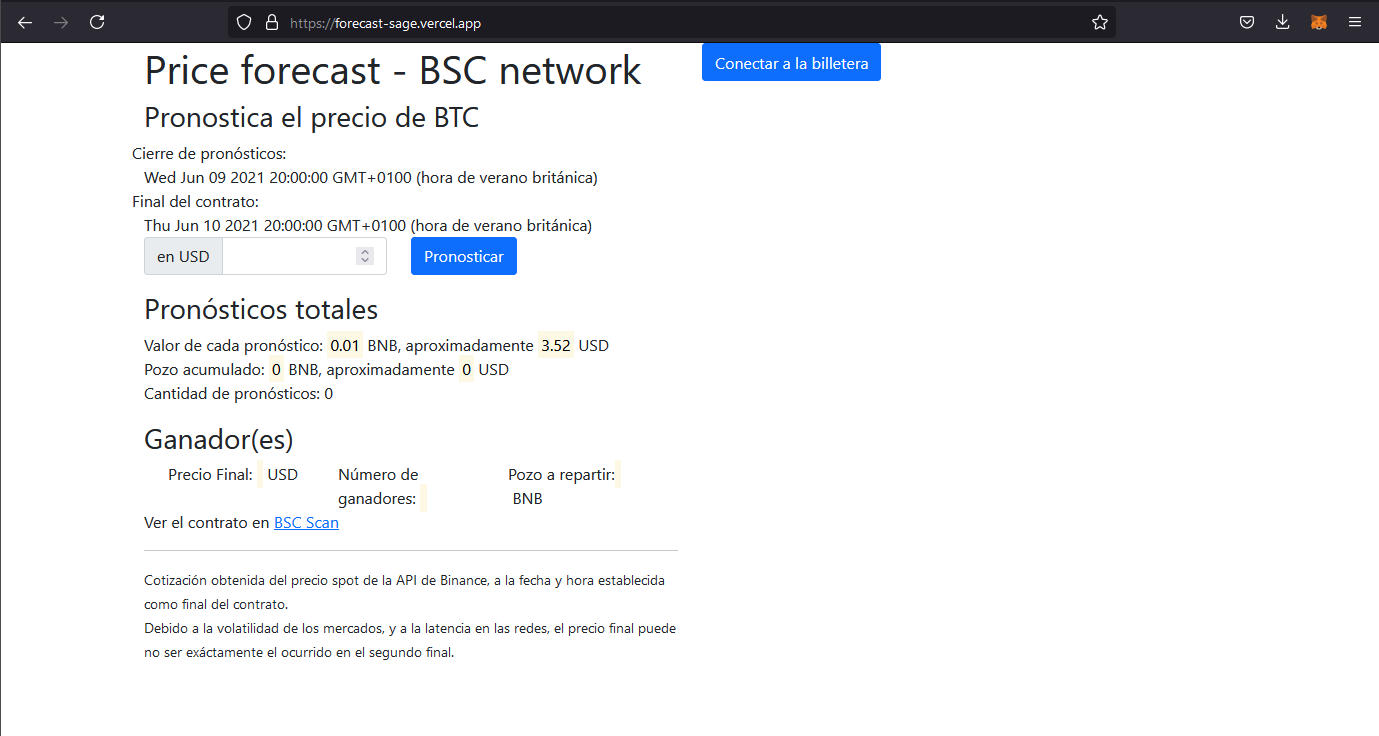 https://forecast-sage.vercel.app
Price forecast - BSC network
Conectar a la billetera
Pronostica el precio de BTC
Cierre de pronósticos:
Wed Jun 09 2021 20:00:00 GMT+0100 (hora de verano británica)
Final del contrato:
Thu Jun 10 2021 20:00:00 GMT+0100 (hora de verano británica)
en USD Pronosticar
Pronósticos totales
Valor de cada pronóstico: 0.01 BNB, aproximadamente 3.52 USD
Pozo acumulado: 0 BNB, aproximadamente 0 USD
Cantidad de pronósticos: 0
Ganador(es)
Precio Final: USD
Número de
ganadores:
Pozo a repartir:
BNB
Ver el contrato en BSC Scan
Cotización obtenida del precio spot de la API de Binance, a la fecha y hora establecida
como final del contrato.
Debido a la volatilidad de los mercados, y a la latencia en las redes, el precio final puede
no ser exáctamente el ocurrido en el segundo final.